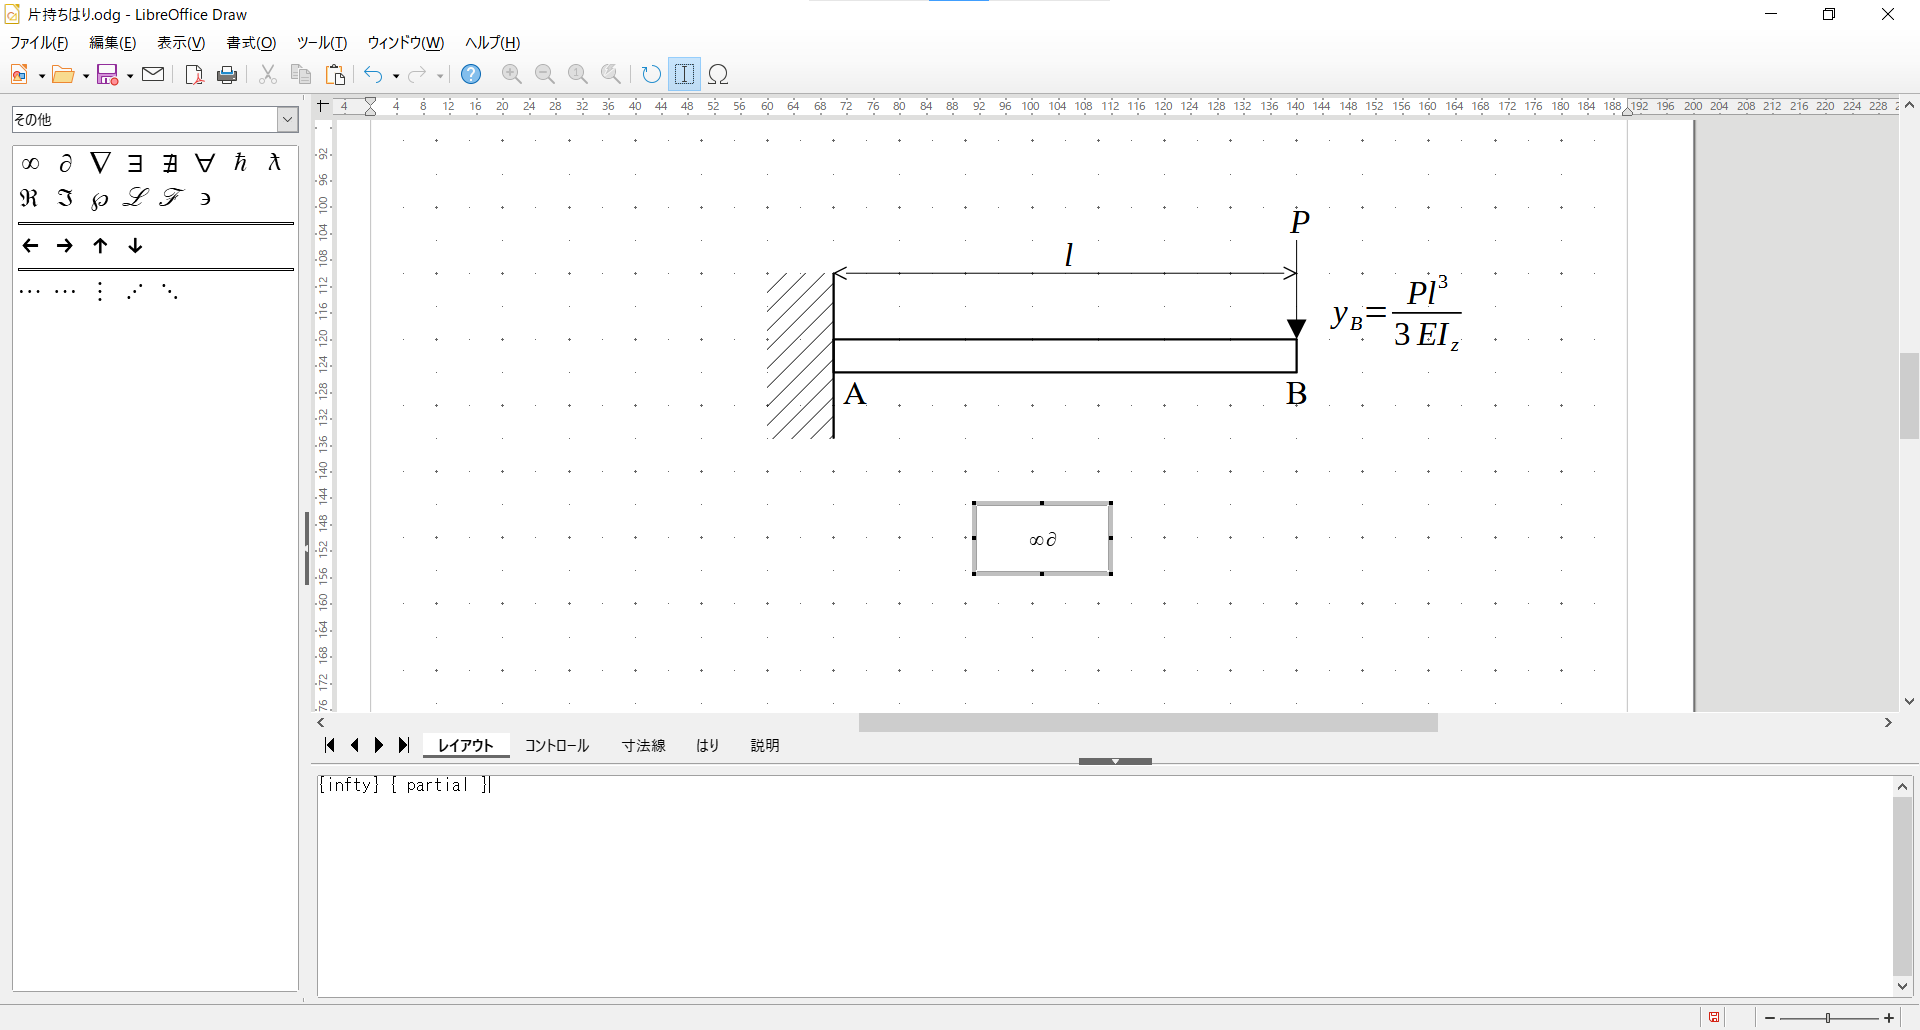 片持ちはり.odg - LibreOffice Draw
ファイル(F) 編集(E) 表示(V) 書式(O) ツール(T) ウィンドウ(W) ヘルプ(H)
その他
4 4 8 12 16 20 24 28 32 36 40 44 48 52 56 60 64 68 72 76 80 84 88 92 96 100 104 108 112 116 120 124 128 132 136 140 144 148 152 156 160 164 168 172 176 180 184 188 192 196 200 204 208 212 216 220 224 228
∞ ∂ ∇ ∃ ∄ ∀ ℏ ƛ
ℜ ℑ ℘ ℒ ℱ ϶
← → ↑ ↓
… ⋯ ⋮ ⋰ ⋱
92
96
100
104
108
112
116
120
124
128
132
136
140
144
148
152
156
160
164
168
172
76
P
l
y_B = Pl^3 / 3 EI_z
A B
∞∂
レイアウト コントロール 寸法線 はり 説明
{infty} { partial }